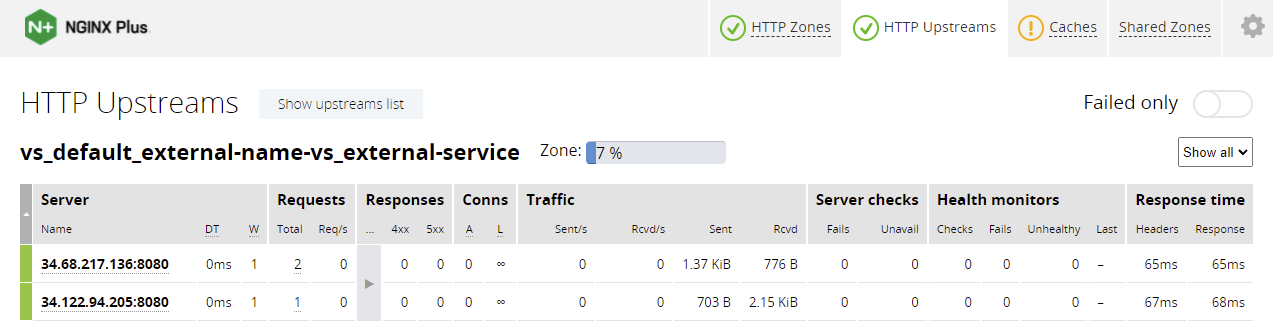 N+ NGINX Plus
HTTP Zones HTTP Upstreams Caches Shared Zones
HTTP Upstreams Show upstreams list Failed only
vs_default_external-name-vs_external-service Zone: 7 % Show all
Server Requests Responses Conns Traffic Server checks Health monitors Response time
Name DT W Total Req/s ... 4xx 5xx A L Sent/s Rcvd/s Sent Rcvd Fails Unavail Checks Fails Unhealthy Last Headers Response
34.68.217.136:8080 0ms 1 2 0 0 0 0 ∞ 0 0 1.37 KiB 776 B 0 0 0 0 0 – 65ms 65ms
34.122.94.205:8080 0ms 1 1 0 0 0 0 ∞ 0 0 703 B 2.15 KiB 0 0 0 0 0 – 67ms 68ms